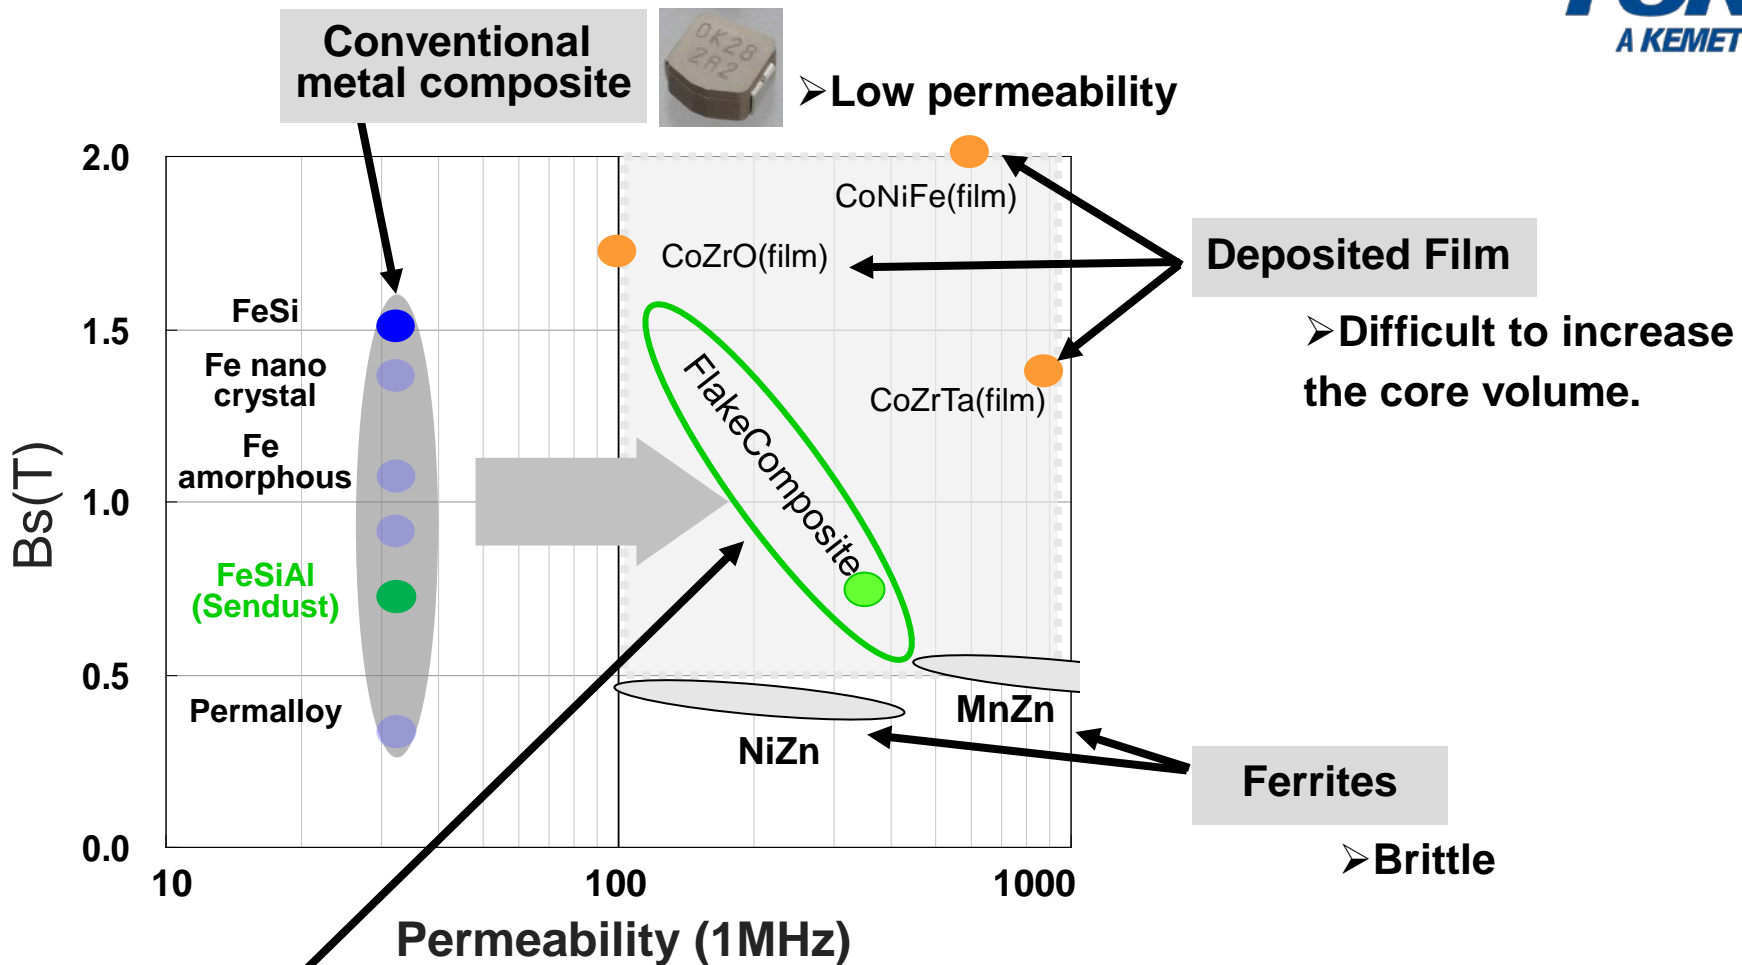 A KEMET
Conventional
metal composite
0K28
2R2
➢Low permeability
2.0
CoNiFe(film)
CoZrO(film)
Deposited Film
FeSi
1.5
➢Difficult to increase
the core volume.
Fe nano
crystal
FlakeComposite
CoZrTa(film)
Fe
amorphous
Bs(T)
1.0
FeSiAl
(Sendust)
0.5
Permalloy
MnZn
NiZn
Ferrites
0.0
➢Brittle
10
100
1000
Permeability (1MHz)